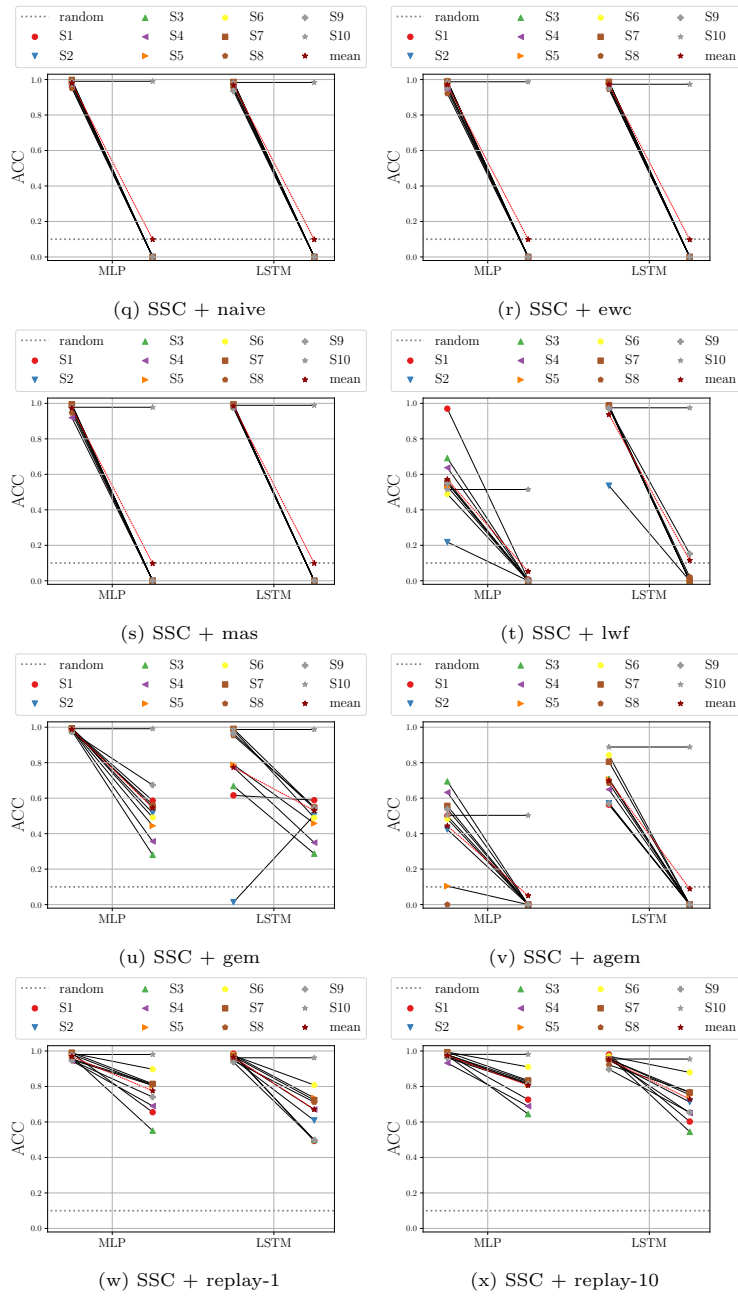 random S3 S6 S9
S1 S4 S7 S10
S2 S5 S8 mean
1.0
0.8
0.6
0.4
0.2
0.0
ACC
MLP LSTM
(q) SSC + naive
random S3 S6 S9
S1 S4 S7 S10
S2 S5 S8 mean
1.0
0.8
0.6
0.4
0.2
0.0
ACC
MLP LSTM
(r) SSC + ewc
random S3 S6 S9
S1 S4 S7 S10
S2 S5 S8 mean
1.0
0.8
0.6
0.4
0.2
0.0
ACC
MLP LSTM
(s) SSC + mas
random S3 S6 S9
S1 S4 S7 S10
S2 S5 S8 mean
1.0
0.8
0.6
0.4
0.2
0.0
ACC
MLP LSTM
(t) SSC + lwf
random S3 S6 S9
S1 S4 S7 S10
S2 S5 S8 mean
1.0
0.8
0.6
0.4
0.2
0.0
ACC
MLP LSTM
(u) SSC + gem
random S3 S6 S9
S1 S4 S7 S10
S2 S5 S8 mean
1.0
0.8
0.6
0.4
0.2
0.0
ACC
MLP LSTM
(v) SSC + agem
random S3 S6 S9
S1 S4 S7 S10
S2 S5 S8 mean
1.0
0.8
0.6
0.4
0.2
0.0
ACC
MLP LSTM
(w) SSC + replay-1
random S3 S6 S9
S1 S4 S7 S10
S2 S5 S8 mean
1.0
0.8
0.6
0.4
0.2
0.0
ACC
MLP LSTM
(x) SSC + replay-10